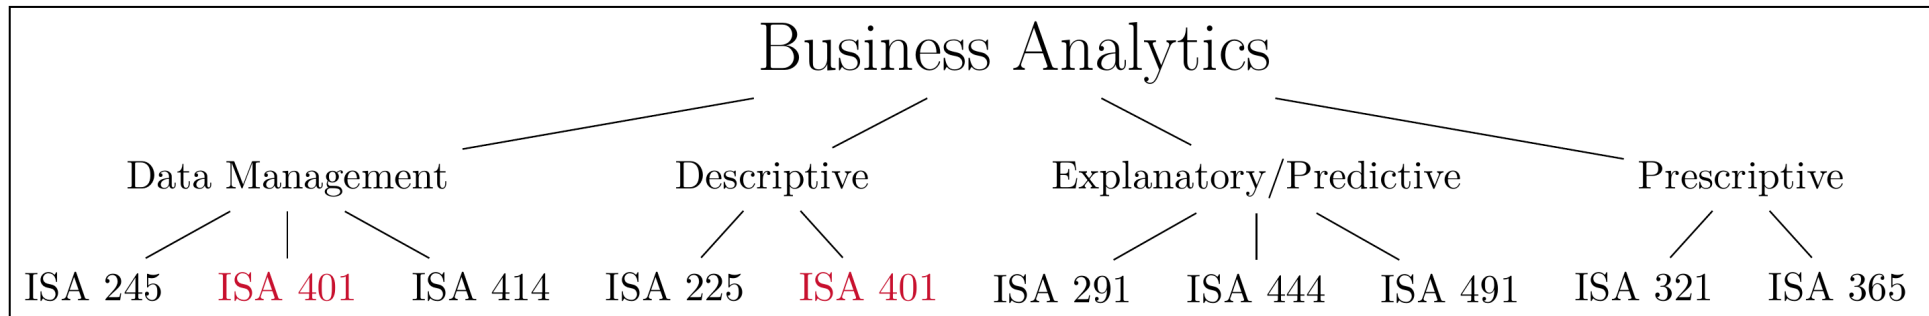 Business Analytics
Data Management Descriptive Explanatory/Predictive Prescriptive
ISA 245 ISA 401 ISA 414 ISA 225 ISA 401 ISA 291 ISA 444 ISA 491 ISA 321 ISA 365